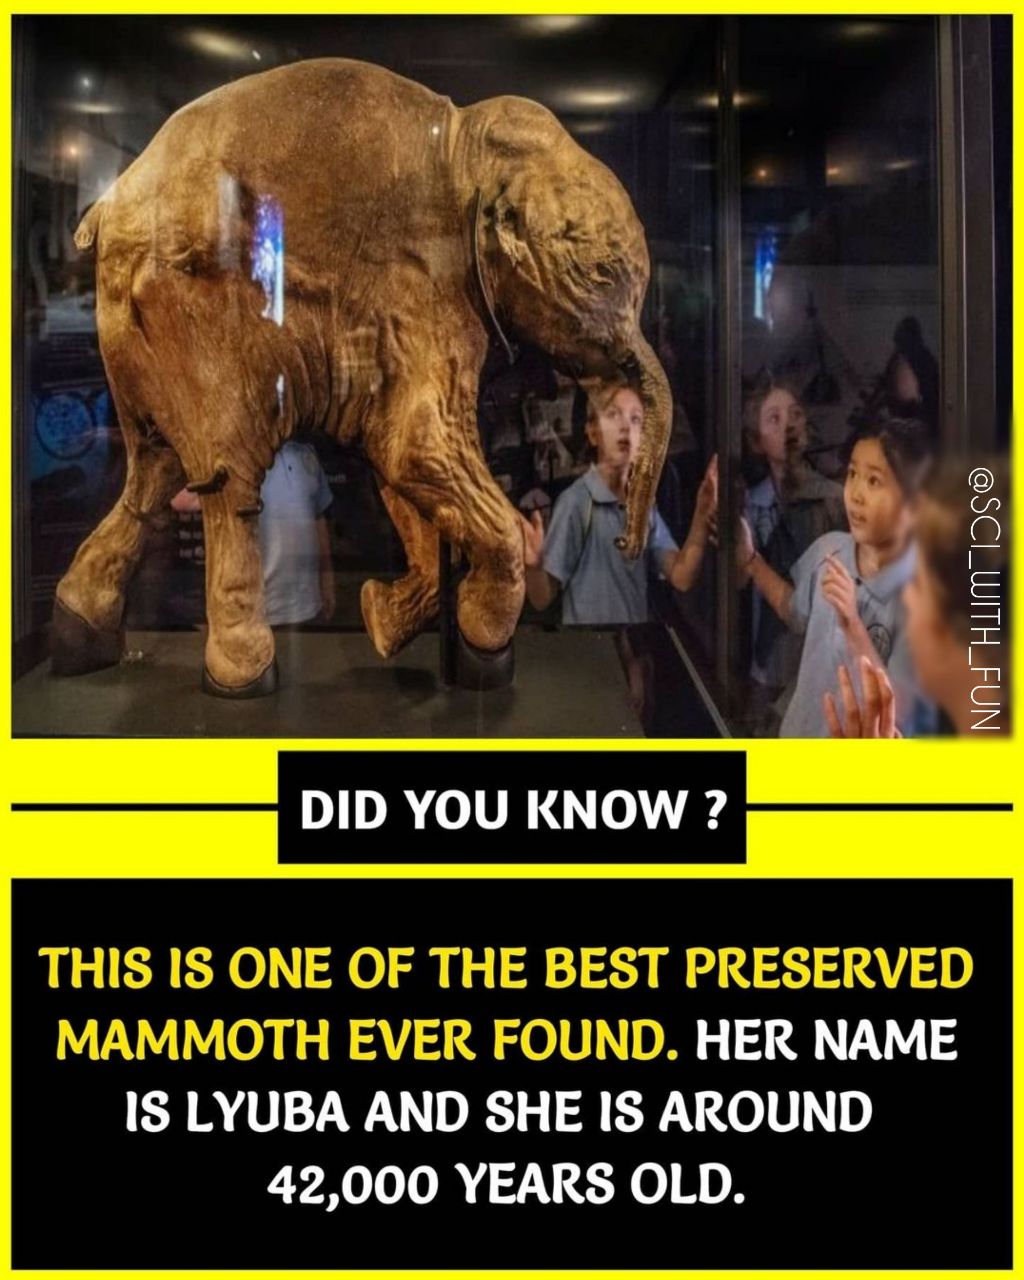 @SCI_WITH_FUN
DID YOU KNOW ?
THIS IS ONE OF THE BEST PRESERVED
MAMMOTH EVER FOUND. HER NAME
IS LYUBA AND SHE IS AROUND
42,000 YEARS OLD.